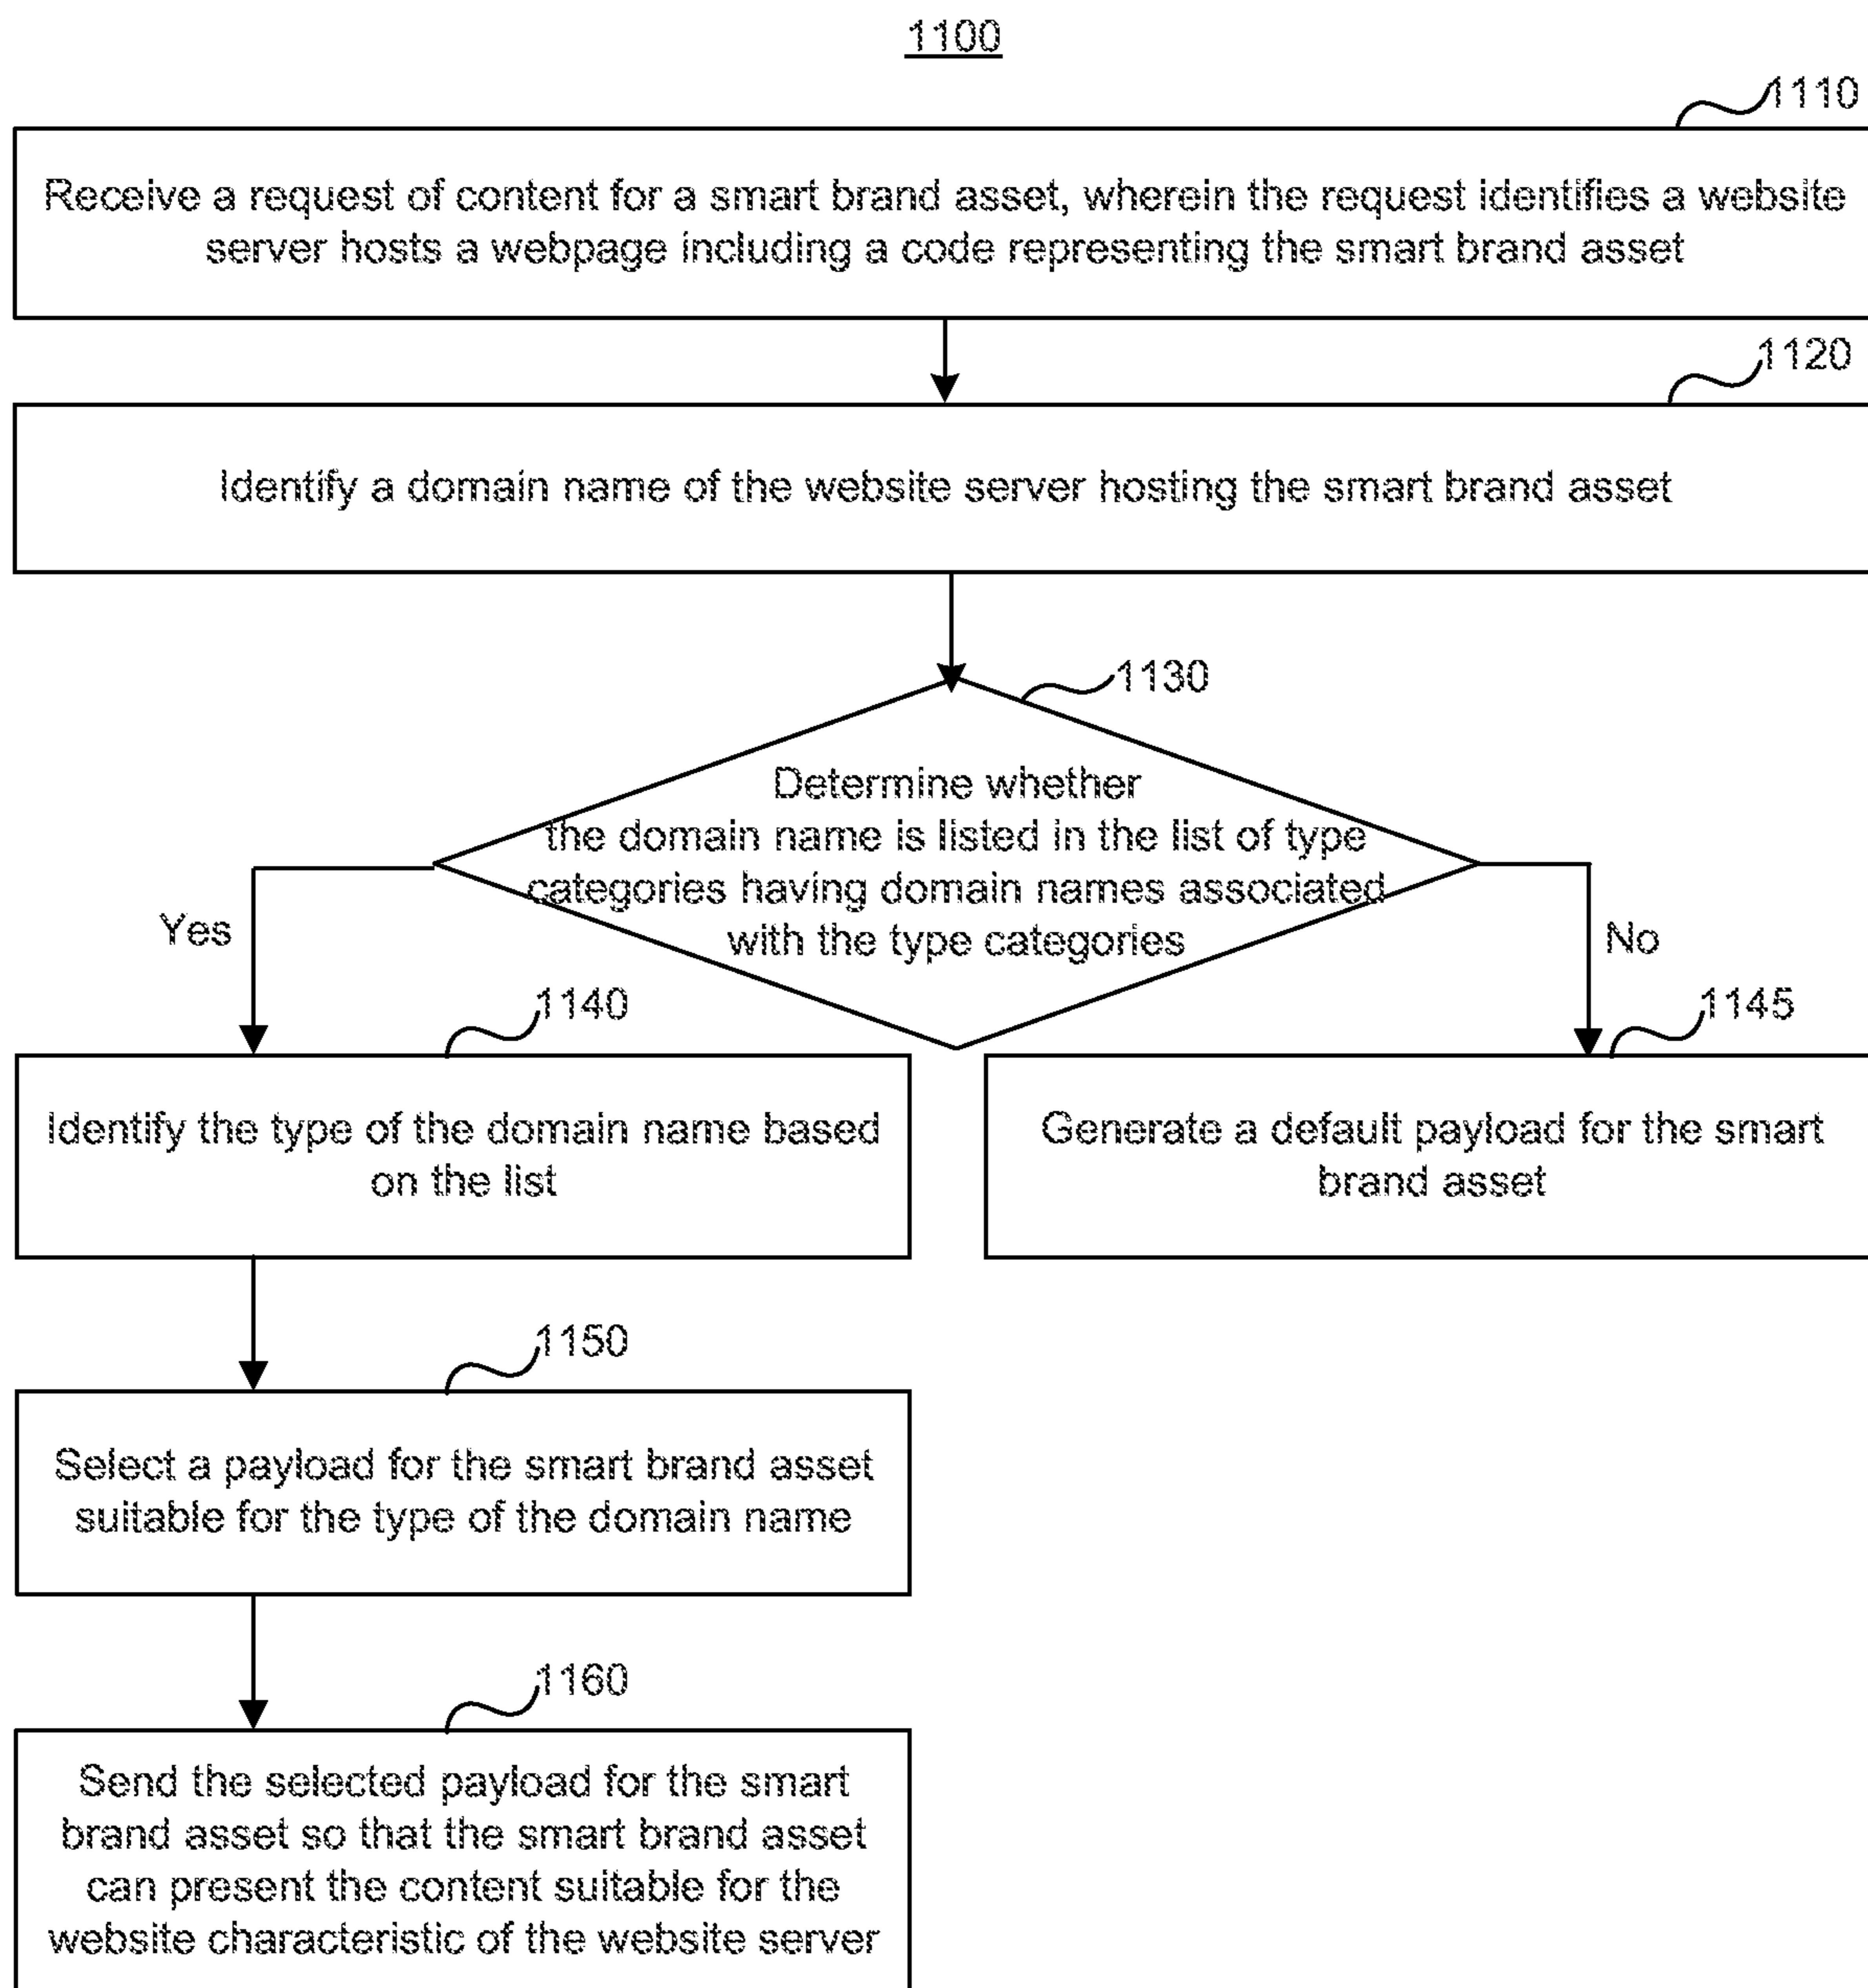 1100
1110
Receive a request of content for a smart brand asset, wherein the request identifies a website
server hosts a webpage including a code representing the smart brand asset
1120
Identify a domain name of the website server hosting the smart brand asset
1130
Determine whether
the domain name is listed in the list of type
categories having domain names associated
with the type categories
Yes
No
1140
Identify the type of the domain name based
on the list
1145
Generate a default payload for the smart
brand asset
1150
Select a payload for the smart brand asset
suitable for the type of the domain name
1160
Send the selected payload for the smart
brand asset so that the smart brand asset
can present the content suitable for the
website characteristic of the website server